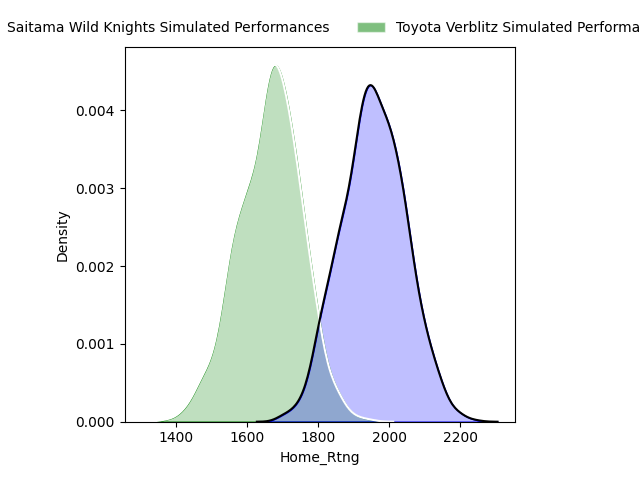 Saitama Wild Knights Simulated Performances Toyota Verblitz Simulated Performa
0.004
0.003
0.002
0.001
0.000
Density
1400 1600 1800 2000 2200
Home_Rtng